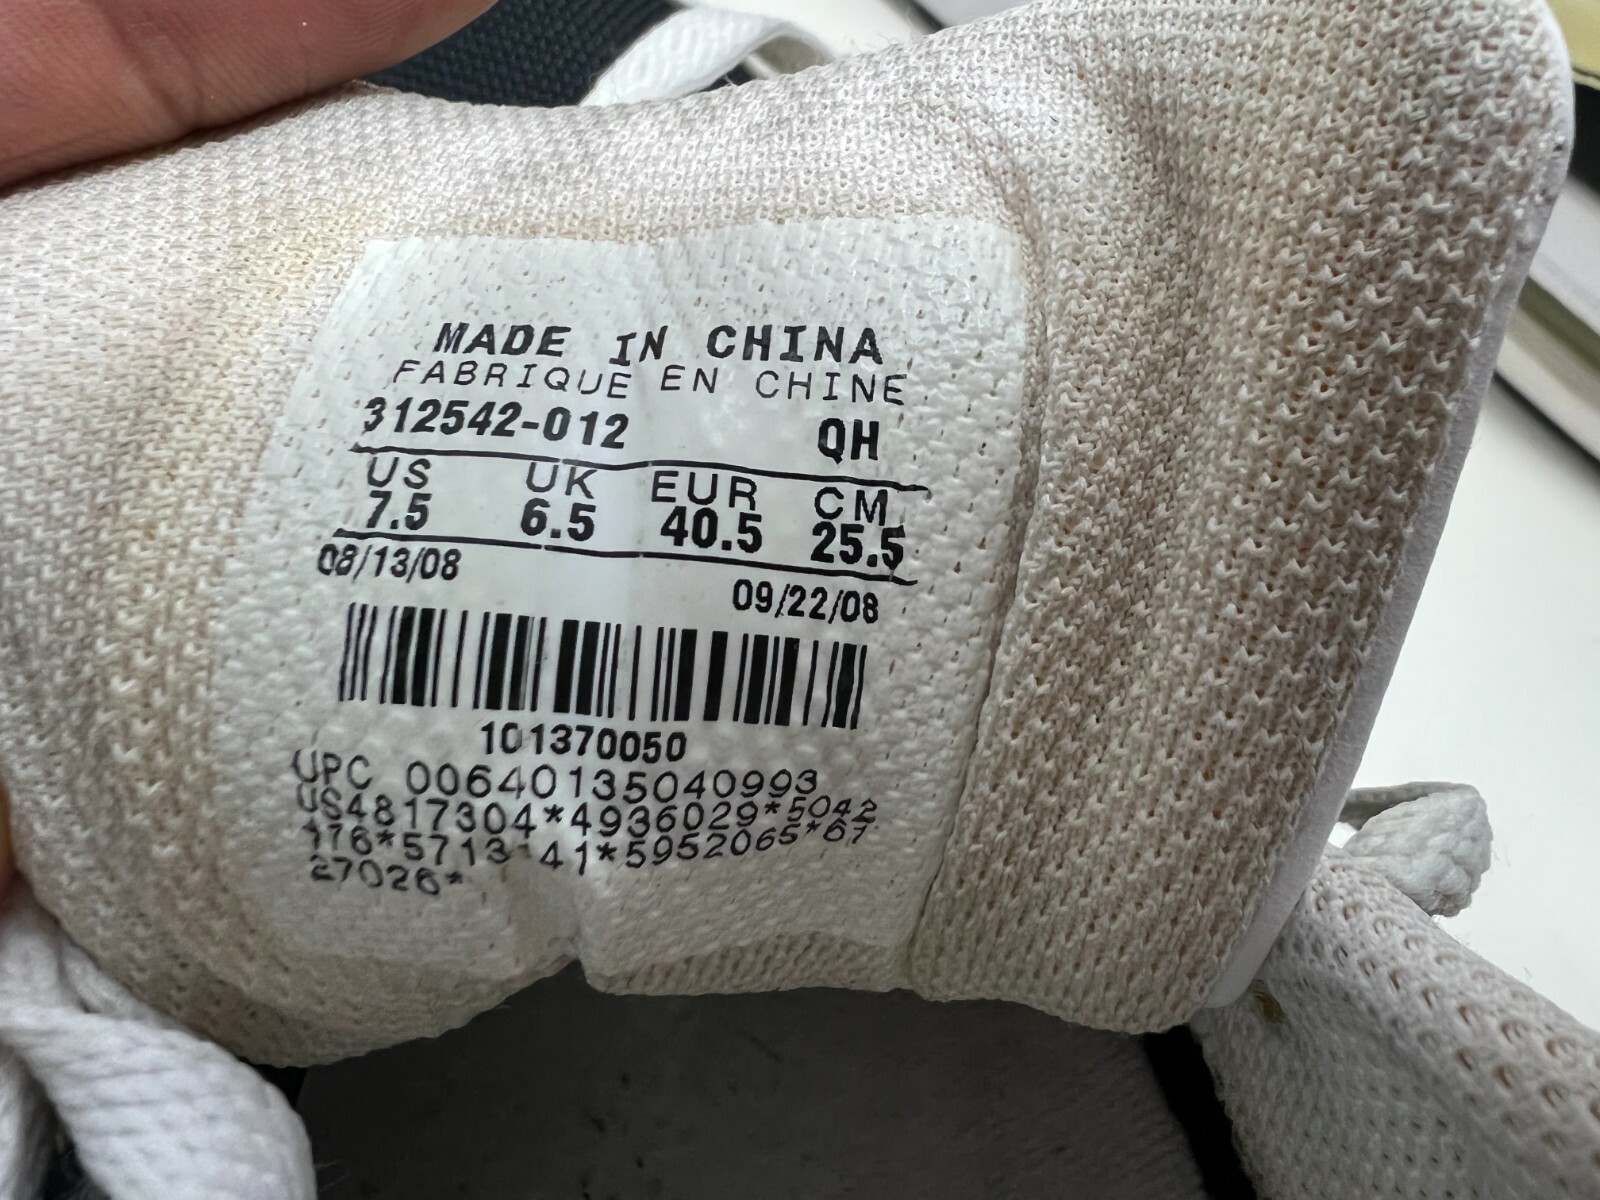 MADE IN CHINA
FABRIQUE EN CHINE
312542-012 QH
US UK EUR CM
7.5 6.5 40.5 25.5
08/13/08
09/22/08
101370050
UPC 00640135040993
US4817304*4936029*5042
27026*